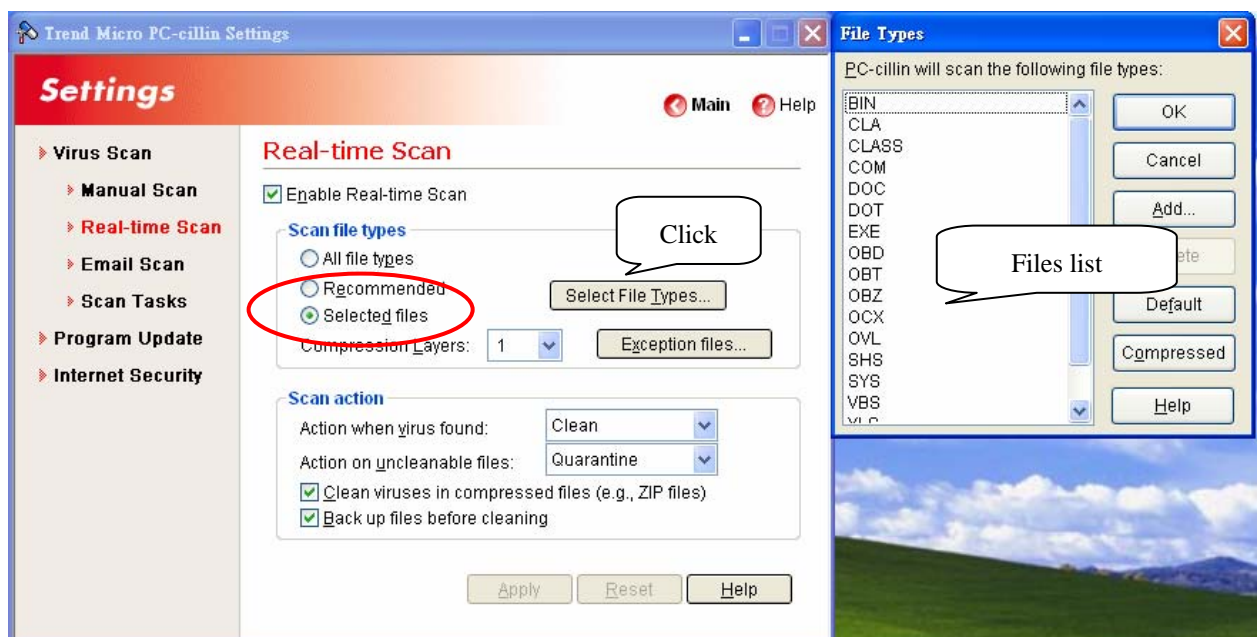 Trend Micro PC-cillin Settings
Settings
Main
Help
Virus Scan
Manual Scan
Real-time Scan
Email Scan
Scan Tasks
Program Update
Internet Security
Real-time Scan
Enable Real-time Scan
Scan file types
All file types
Recommended
Selected files
Click
Select File Types...
Compression Layers: 1
Exception files...
Scan action
Action when virus found: Clean
Action on uncleanable files: Quarantine
Clean viruses in compressed files (e.g., ZIP files)
Back up files before cleaning
Apply
Reset
Help
File Types
PC-cillin will scan the following file types:
BIN
CLA
CLASS
COM
DOC
DOT
EXE
OBD
OBT
OBZ
OCX
OVL
SHS
SYS
VBS
Files list
OK
Cancel
Add...
Default
Compressed
Help